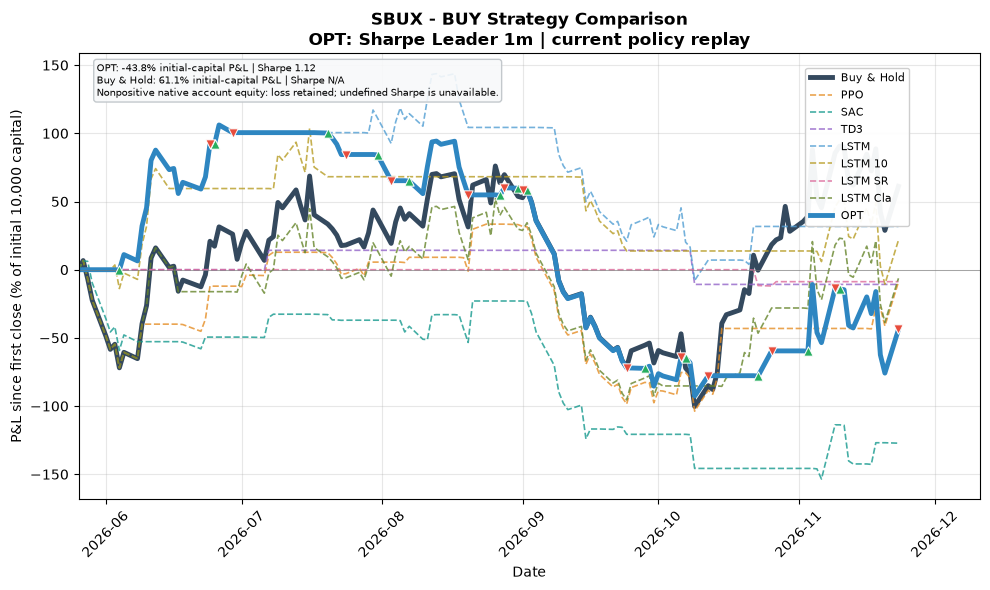 SBUX - BUY Strategy Comparison
OPT: Sharpe Leader 1m | current policy replay
OPT: -43.8% initial-capital P&L | Sharpe 1.12
Buy & Hold: 61.1% initial-capital P&L | Sharpe N/A
Nonpositive native account equity: loss retained; undefined Sharpe is unavailable.
Buy & Hold
PPO
SAC
TD3
LSTM
LSTM 10
LSTM SR
LSTM Cla
OPT
P&L since first close (% of initial 10,000 capital)
150
100
50
0
−50
−100
−150
2026-06
2026-07
2026-08
2026-09
2026-10
2026-11
2026-12
Date